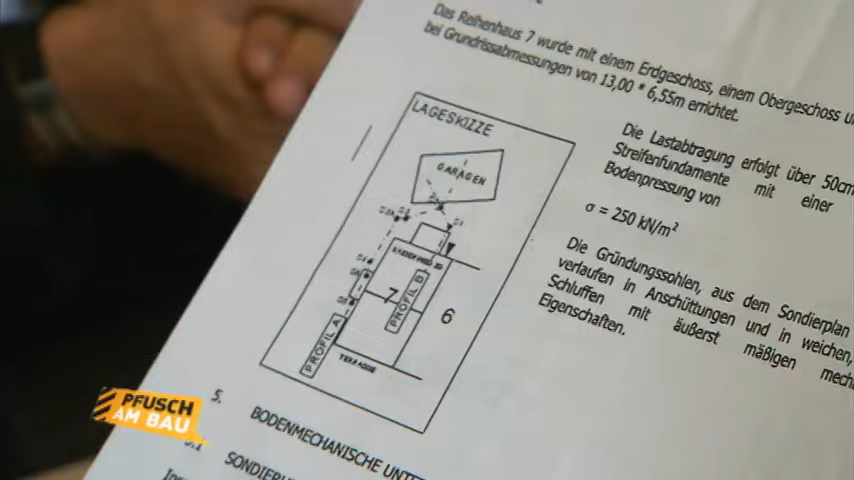 Das Reihenhaus 7 wurde mit einem Erdgeschoss, einem Obergeschoss u
bei Grundrissabmessungen von 13,00 * 6,55m errichtet.
LAGESKIZZE
GARAGEN
7
6
PROFIL B
PROFIL A
TERRASSE
Die Lastabtragung erfolgt über 50cm
Streifenfundamente mit einer
Bodenpressung von
σ = 250 kN/m²
Die Gründungssohlen, aus dem Sondierplan
verlaufen in Anschüttungen und in weichen,
Schluffen mit äußerst mäßigen mech
Eigenschaften.
5.
BODENMECHANISCHE UNT
SONDIER
PFUSCH
AM BAU